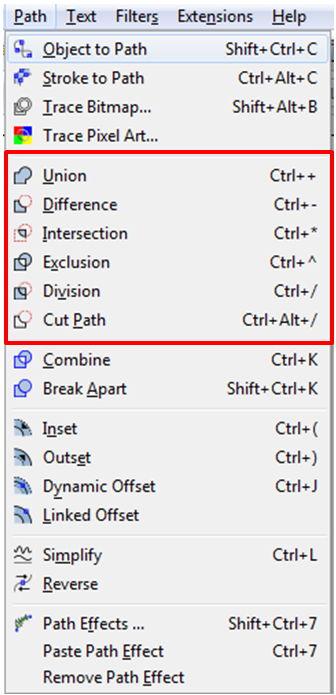 Path Text Filters Extensions Help
Object to Path Shift+Ctrl+C
Stroke to Path Ctrl+Alt+C
Trace Bitmap... Shift+Alt+B
Trace Pixel Art...
Union Ctrl++
Difference Ctrl+-
Intersection Ctrl+*
Exclusion Ctrl+^
Division Ctrl+/
Cut Path Ctrl+Alt+/
Combine Ctrl+K
Break Apart Shift+Ctrl+K
Inset Ctrl+(
Outset Ctrl+)
Dynamic Offset Ctrl+J
Linked Offset
Simplify Ctrl+L
Reverse
Path Effects ... Shift+Ctrl+7
Paste Path Effect Ctrl+7
Remove Path Effect